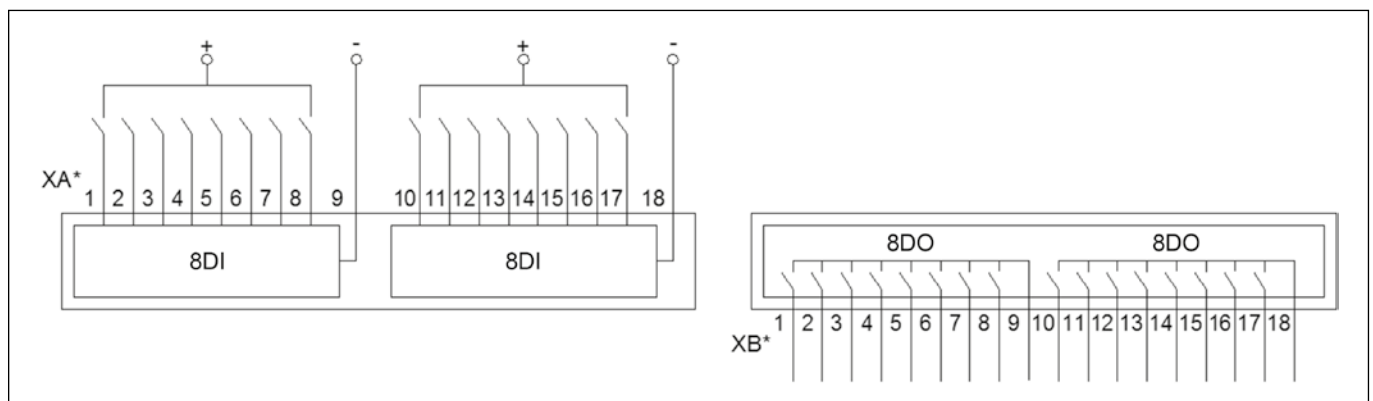 + - + -
XA* 1 2 3 4 5 6 7 8 9 10 11 12 13 14 15 16 17 18
8DI 8DI
8DO 8DO
1 2 3 4 5 6 7 8 9 10 11 12 13 14 15 16 17 18
XB*